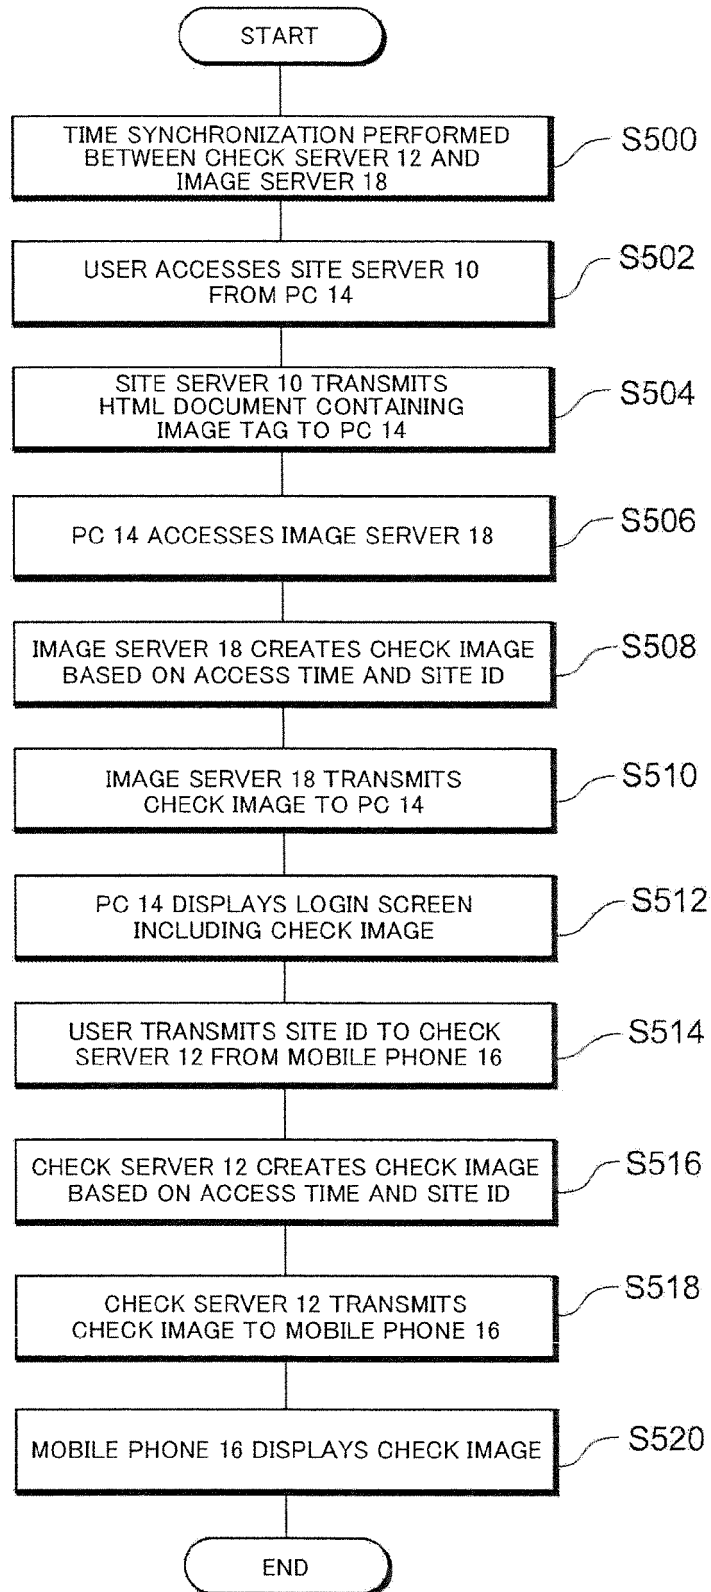 START
TIME SYNCHRONIZATION PERFORMED
BETWEEN CHECK SERVER 12 AND
IMAGE SERVER 18
S500
USER ACCESSES SITE SERVER 10
FROM PC 14
S502
SITE SERVER 10 TRANSMITS
HTML DOCUMENT CONTAINING
IMAGE TAG TO PC 14
S504
PC 14 ACCESSES IMAGE SERVER 18
S506
IMAGE SERVER 18 CREATES CHECK IMAGE
BASED ON ACCESS TIME AND SITE ID
S508
IMAGE SERVER 18 TRANSMITS
CHECK IMAGE TO PC 14
S510
PC 14 DISPLAYS LOGIN SCREEN
INCLUDING CHECK IMAGE
S512
USER TRANSMITS SITE ID TO CHECK
SERVER 12 FROM MOBILE PHONE 16
S514
CHECK SERVER 12 CREATES CHECK IMAGE
BASED ON ACCESS TIME AND SITE ID
S516
CHECK SERVER 12 TRANSMITS
CHECK IMAGE TO MOBILE PHONE 16
S518
MOBILE PHONE 16 DISPLAYS CHECK IMAGE
S520
END